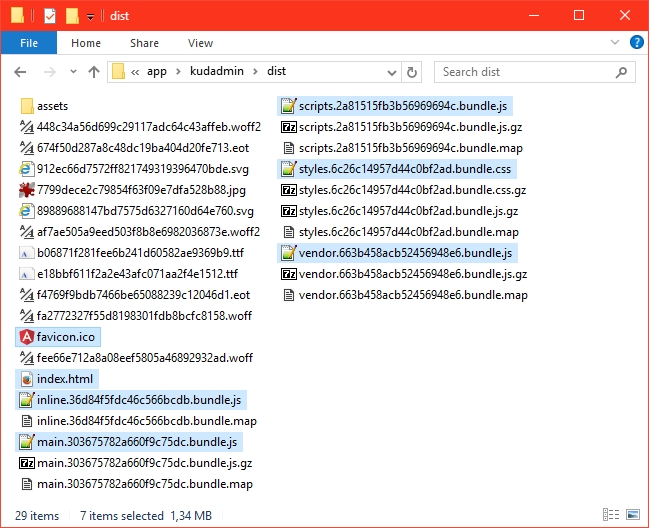 dist
File
Home
Share
View
« app > kudadmin > dist
Search dist
assets
448c34a56d699c29117adc64c43affeb.woff2
674f50d287a8c48dc19ba404d20fe713.eot
912ec66d7572ff821749319396470bde.svg
7799dece2c79854f63f09e7dfa528b88.jpg
89889688147bd7575d6327160d64e760.svg
af7ae505a9eed503f8b8e6982036873e.woff2
b06871f281fee6b241d60582ae9369b9.ttf
e18bbf611f2a2e43afc071aa2f4e1512.ttf
f4769f9bdb7466be65088239c12046d1.eot
fa2772327f55d8198301fdb8bcfc8158.woff
favicon.ico
fee66e712a8a08eef5805a46892932ad.woff
index.html
inline.36d84f5fdc46c566bcdb.bundle.js
inline.36d84f5fdc46c566bcdb.bundle.map
main.303675782a660f9c75dc.bundle.js
main.303675782a660f9c75dc.bundle.js.gz
main.303675782a660f9c75dc.bundle.map
scripts.2a81515fb3b56969694c.bundle.js
scripts.2a81515fb3b56969694c.bundle.js.gz
scripts.2a81515fb3b56969694c.bundle.map
styles.6c26c14957d44c0bf2ad.bundle.css
styles.6c26c14957d44c0bf2ad.bundle.css.gz
styles.6c26c14957d44c0bf2ad.bundle.js.gz
styles.6c26c14957d44c0bf2ad.bundle.map
vendor.663b458acb52456948e6.bundle.js
vendor.663b458acb52456948e6.bundle.js.gz
vendor.663b458acb52456948e6.bundle.map
29 items 7 items selected 1,34 MB